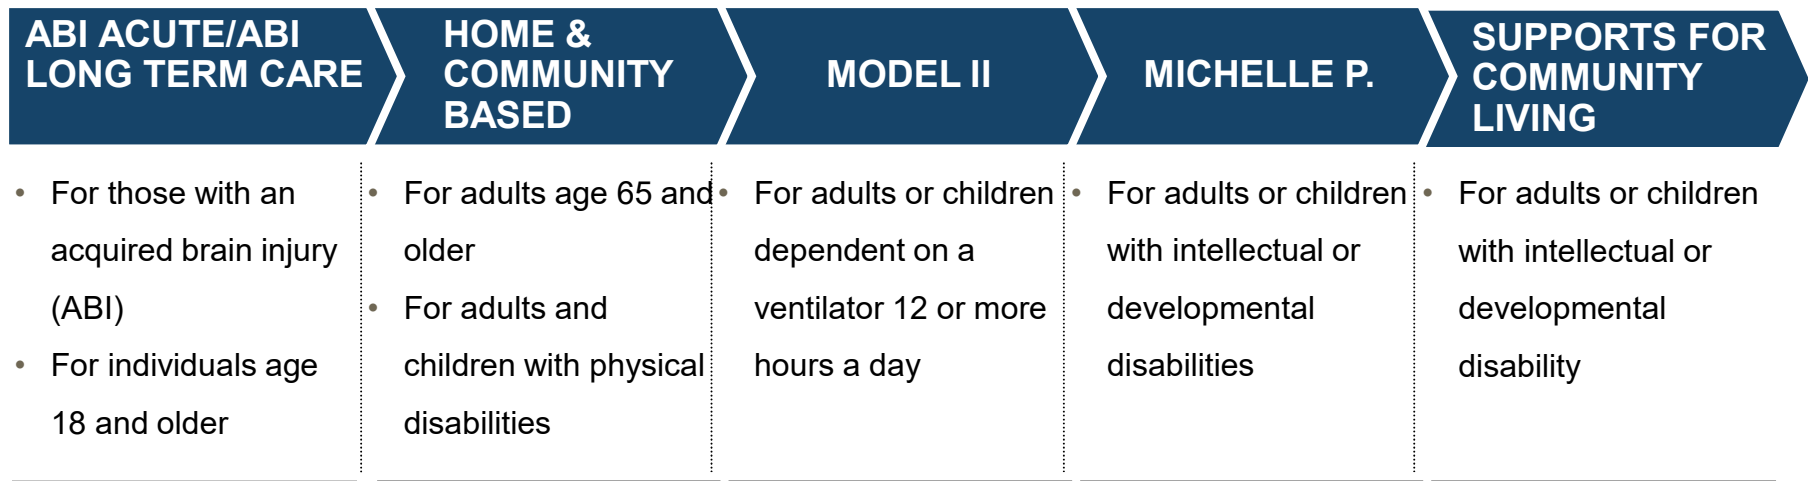 ABI ACUTE/ABI
LONG TERM CARE
• For those with an
acquired brain injury
(ABI)
• For individuals age
18 and older
HOME &
COMMUNITY
BASED
• For adults age 65 and
older
• For adults and
children with physical
disabilities
MODEL II
• For adults or children
dependent on a
ventilator 12 or more
hours a day
MICHELLE P.
• For adults or children
with intellectual or
developmental
disabilities
SUPPORTS FOR
COMMUNITY
LIVING
• For adults or children
with intellectual or
developmental
disability